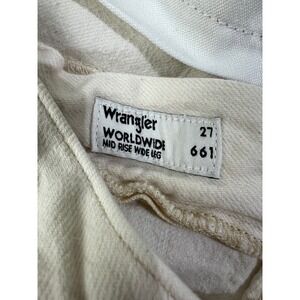 Wrangler 27
WORLDWIDE 661
MID RISE WIDE LEG